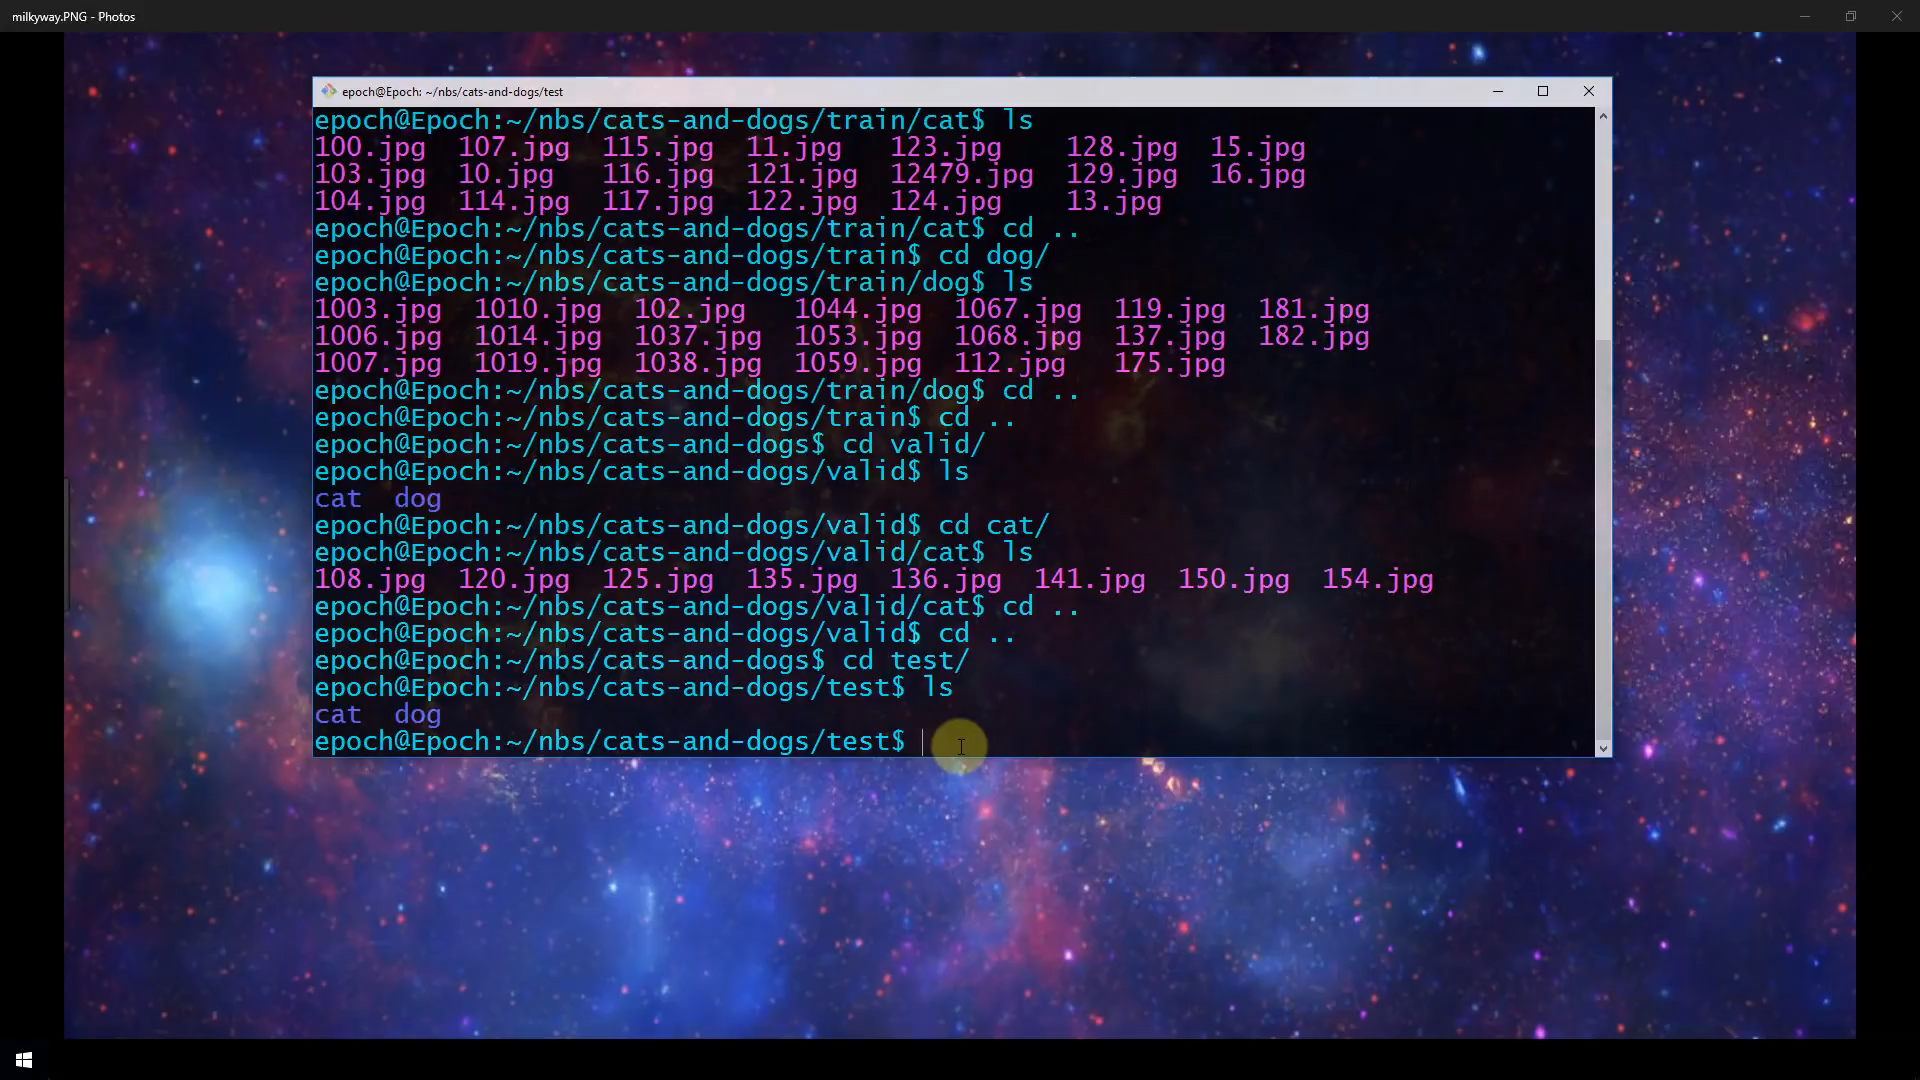 milkyway.PNG - Photos
epoch@Epoch: ~/nbs/cats-and-dogs/test
epoch@Epoch:~/nbs/cats-and-dogs/train/cat$ ls
100.jpg  107.jpg  115.jpg  11.jpg   123.jpg    128.jpg  15.jpg
103.jpg  10.jpg   116.jpg  121.jpg  12479.jpg  129.jpg  16.jpg
104.jpg  114.jpg  117.jpg  122.jpg  124.jpg    13.jpg
epoch@Epoch:~/nbs/cats-and-dogs/train/cat$ cd ..
epoch@Epoch:~/nbs/cats-and-dogs/train$ cd dog/
epoch@Epoch:~/nbs/cats-and-dogs/train/dog$ ls
1003.jpg  1010.jpg  102.jpg   1044.jpg  1067.jpg  119.jpg  181.jpg
1006.jpg  1014.jpg  1037.jpg  1053.jpg  1068.jpg  137.jpg  182.jpg
1007.jpg  1019.jpg  1038.jpg  1059.jpg  112.jpg   175.jpg
epoch@Epoch:~/nbs/cats-and-dogs/train/dog$ cd ..
epoch@Epoch:~/nbs/cats-and-dogs/train$ cd ..
epoch@Epoch:~/nbs/cats-and-dogs$ cd valid/
epoch@Epoch:~/nbs/cats-and-dogs/valid$ ls
cat  dog
epoch@Epoch:~/nbs/cats-and-dogs/valid$ cd cat/
epoch@Epoch:~/nbs/cats-and-dogs/valid/cat$ ls
108.jpg  120.jpg  125.jpg  135.jpg  136.jpg  141.jpg  150.jpg  154.jpg
epoch@Epoch:~/nbs/cats-and-dogs/valid/cat$ cd ..
epoch@Epoch:~/nbs/cats-and-dogs/valid$ cd ..
epoch@Epoch:~/nbs/cats-and-dogs$ cd test/
epoch@Epoch:~/nbs/cats-and-dogs/test$ ls
cat  dog
epoch@Epoch:~/nbs/cats-and-dogs/test$